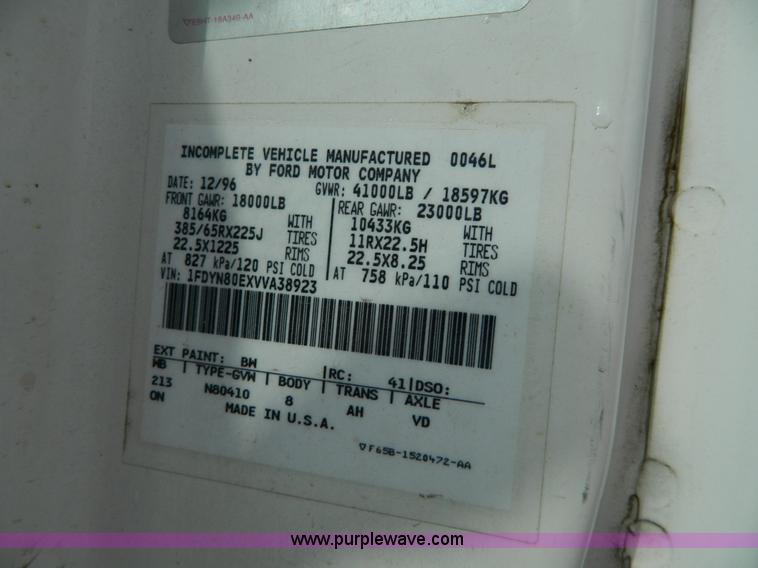 ▽E8HT-19A349-AA
INCOMPLETE VEHICLE MANUFACTURED 0046L
BY FORD MOTOR COMPANY
DATE: 12/96 GVWR: 41000LB / 18597KG
FRONT GAWR: 18000LB REAR GAWR: 23000LB
8164KG WITH 10433KG WITH
385/65RX225J TIRES 11RX22.5H TIRES
22.5X1225 RIMS 22.5X8.25 RIMS
AT 827 kPa/120 PSI COLD AT 758 kPa/110 PSI COLD
VIN: 1FDYN80EXVVA38923
EXT PAINT: BW RC: 41 DSO:
WB TYPE-GVW BODY TRANS AXLE
213 N80410 8 AH VD
ON MADE IN U.S.A.
▽F65B-1520472-AA
www.purplewave.com